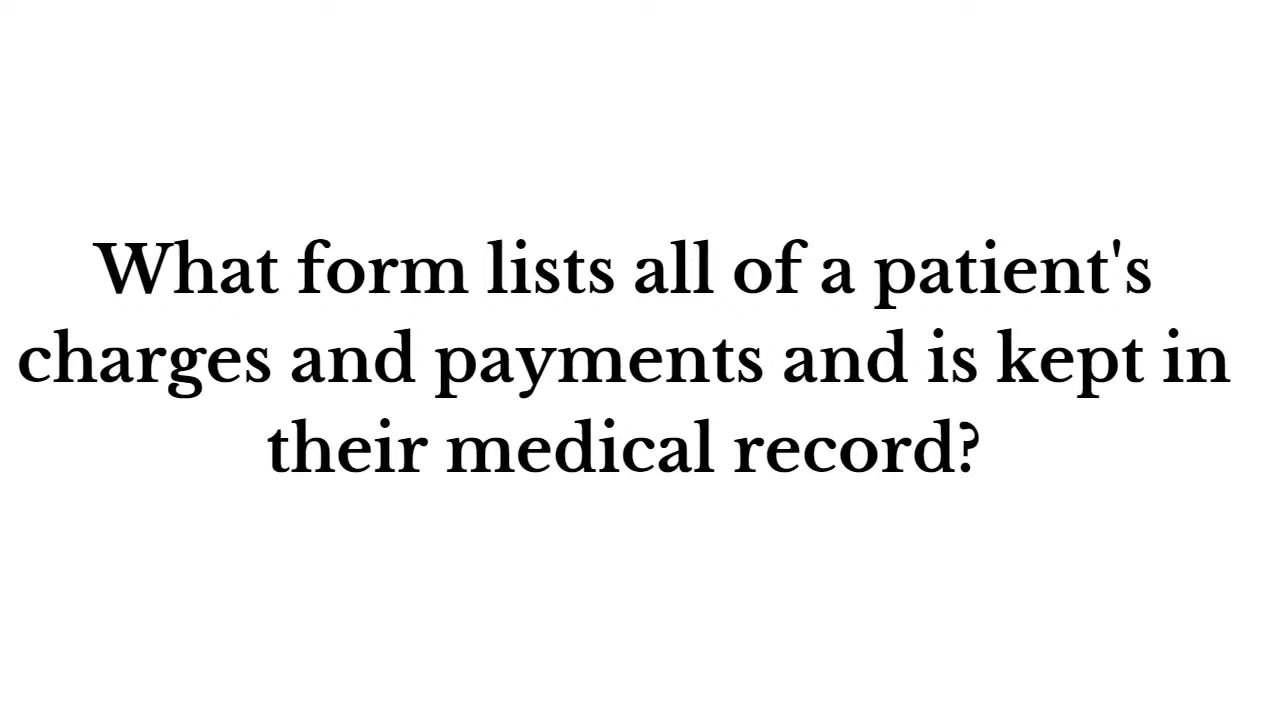 What form lists all of a patient's
charges and payments and is kept in
their medical record?